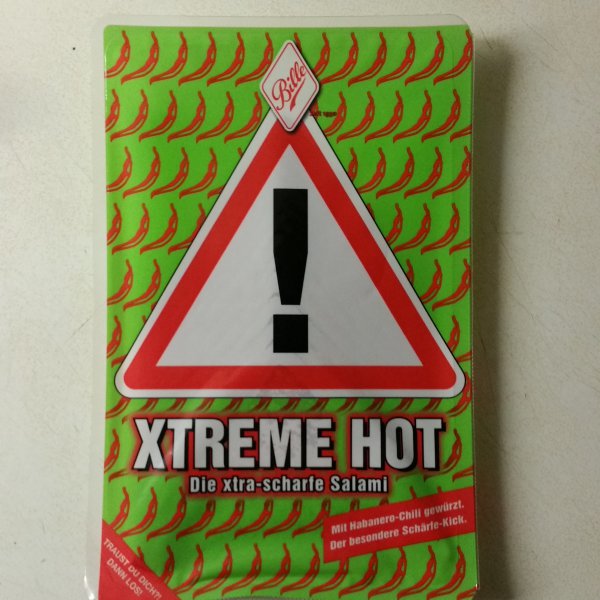 Bille
!
XTREME HOT
Die xtra-scharfe Salami
Mit Habanero-Chili gewürzt.
Der besondere Schärfe-Kick.
TRAUST DU DICH?!
DANN LOS!